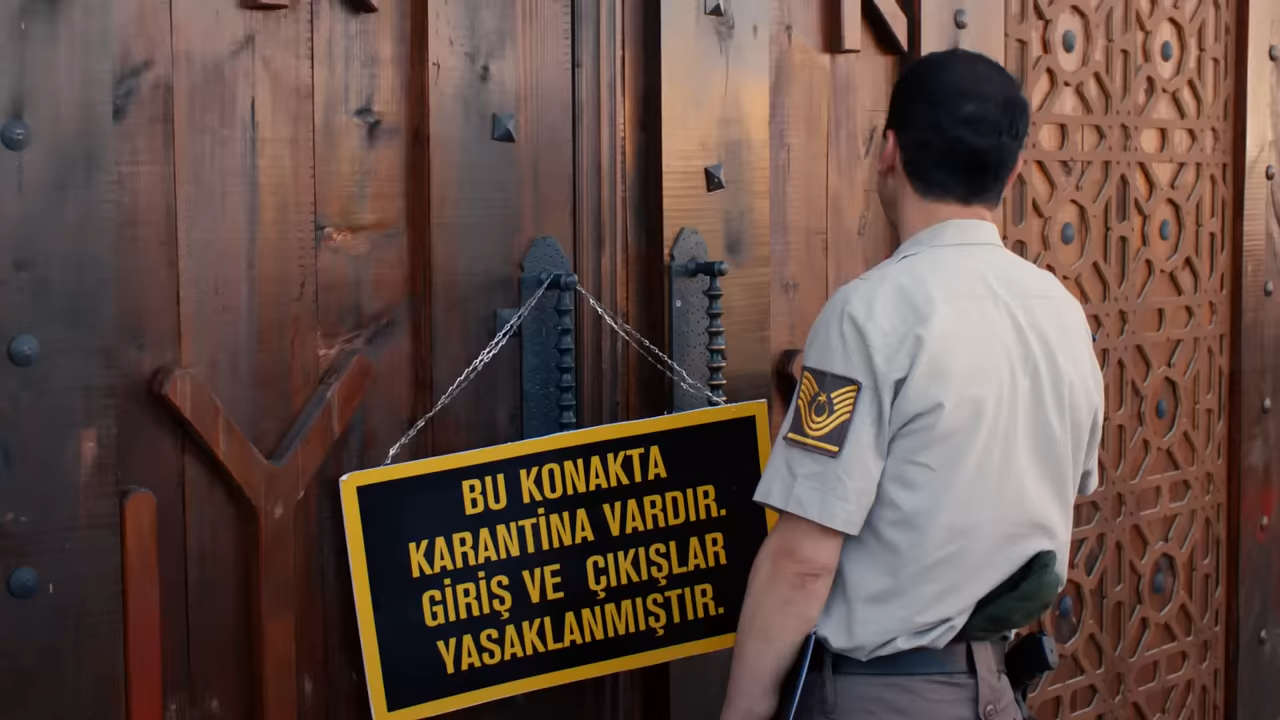 BU KONAKTA
KARANTİNA VARDIR.
GİRİŞ VE ÇIKIŞLAR
YASAKLANMIŞTIR.